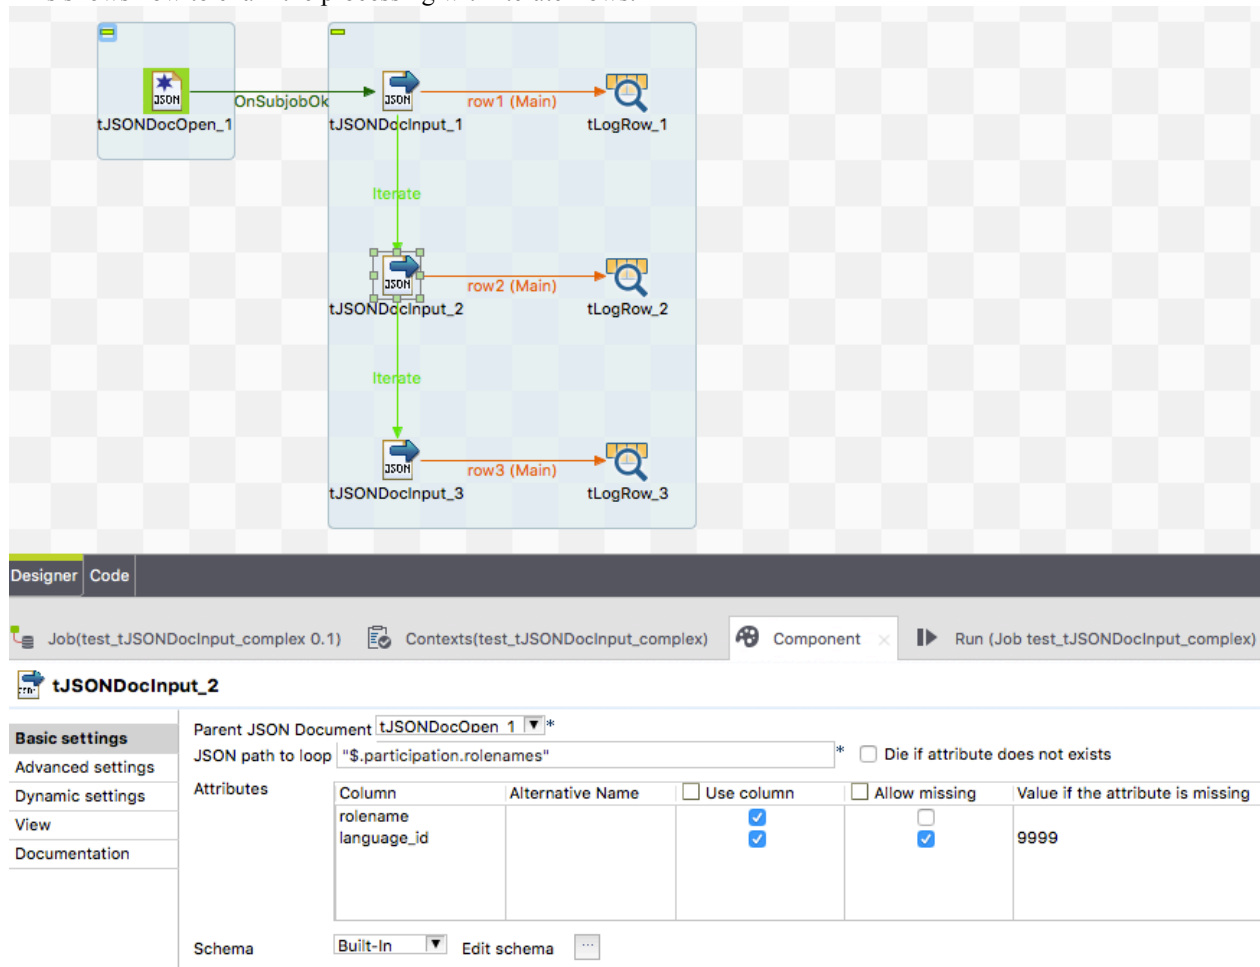 JSON
OnSubjobOk
JSON
row1 (Main)
tJSONDocOpen_1
tJSONDocInput_1
tLogRow_1
Iterate
JSON
row2 (Main)
tJSONDocInput_2
tLogRow_2
Iterate
JSON
row3 (Main)
tJSONDocInput_3
tLogRow_3
Designer
Code
Job(test_tJSONDocInput_complex 0.1)
Contexts(test_tJSONDocInput_complex)
Component
Run (Job test_tJSONDocInput_complex)
tJSONDocInput_2
Basic settings
Advanced settings
Dynamic settings
View
Documentation
Parent JSON Document tJSONDocOpen_1 *
JSON path to loop "$.participation.rolenames" * Die if attribute does not exists
Attributes
Column Alternative Name Use column Allow missing Value if the attribute is missing
rolename
language_id 9999
Schema Built-In Edit schema ...